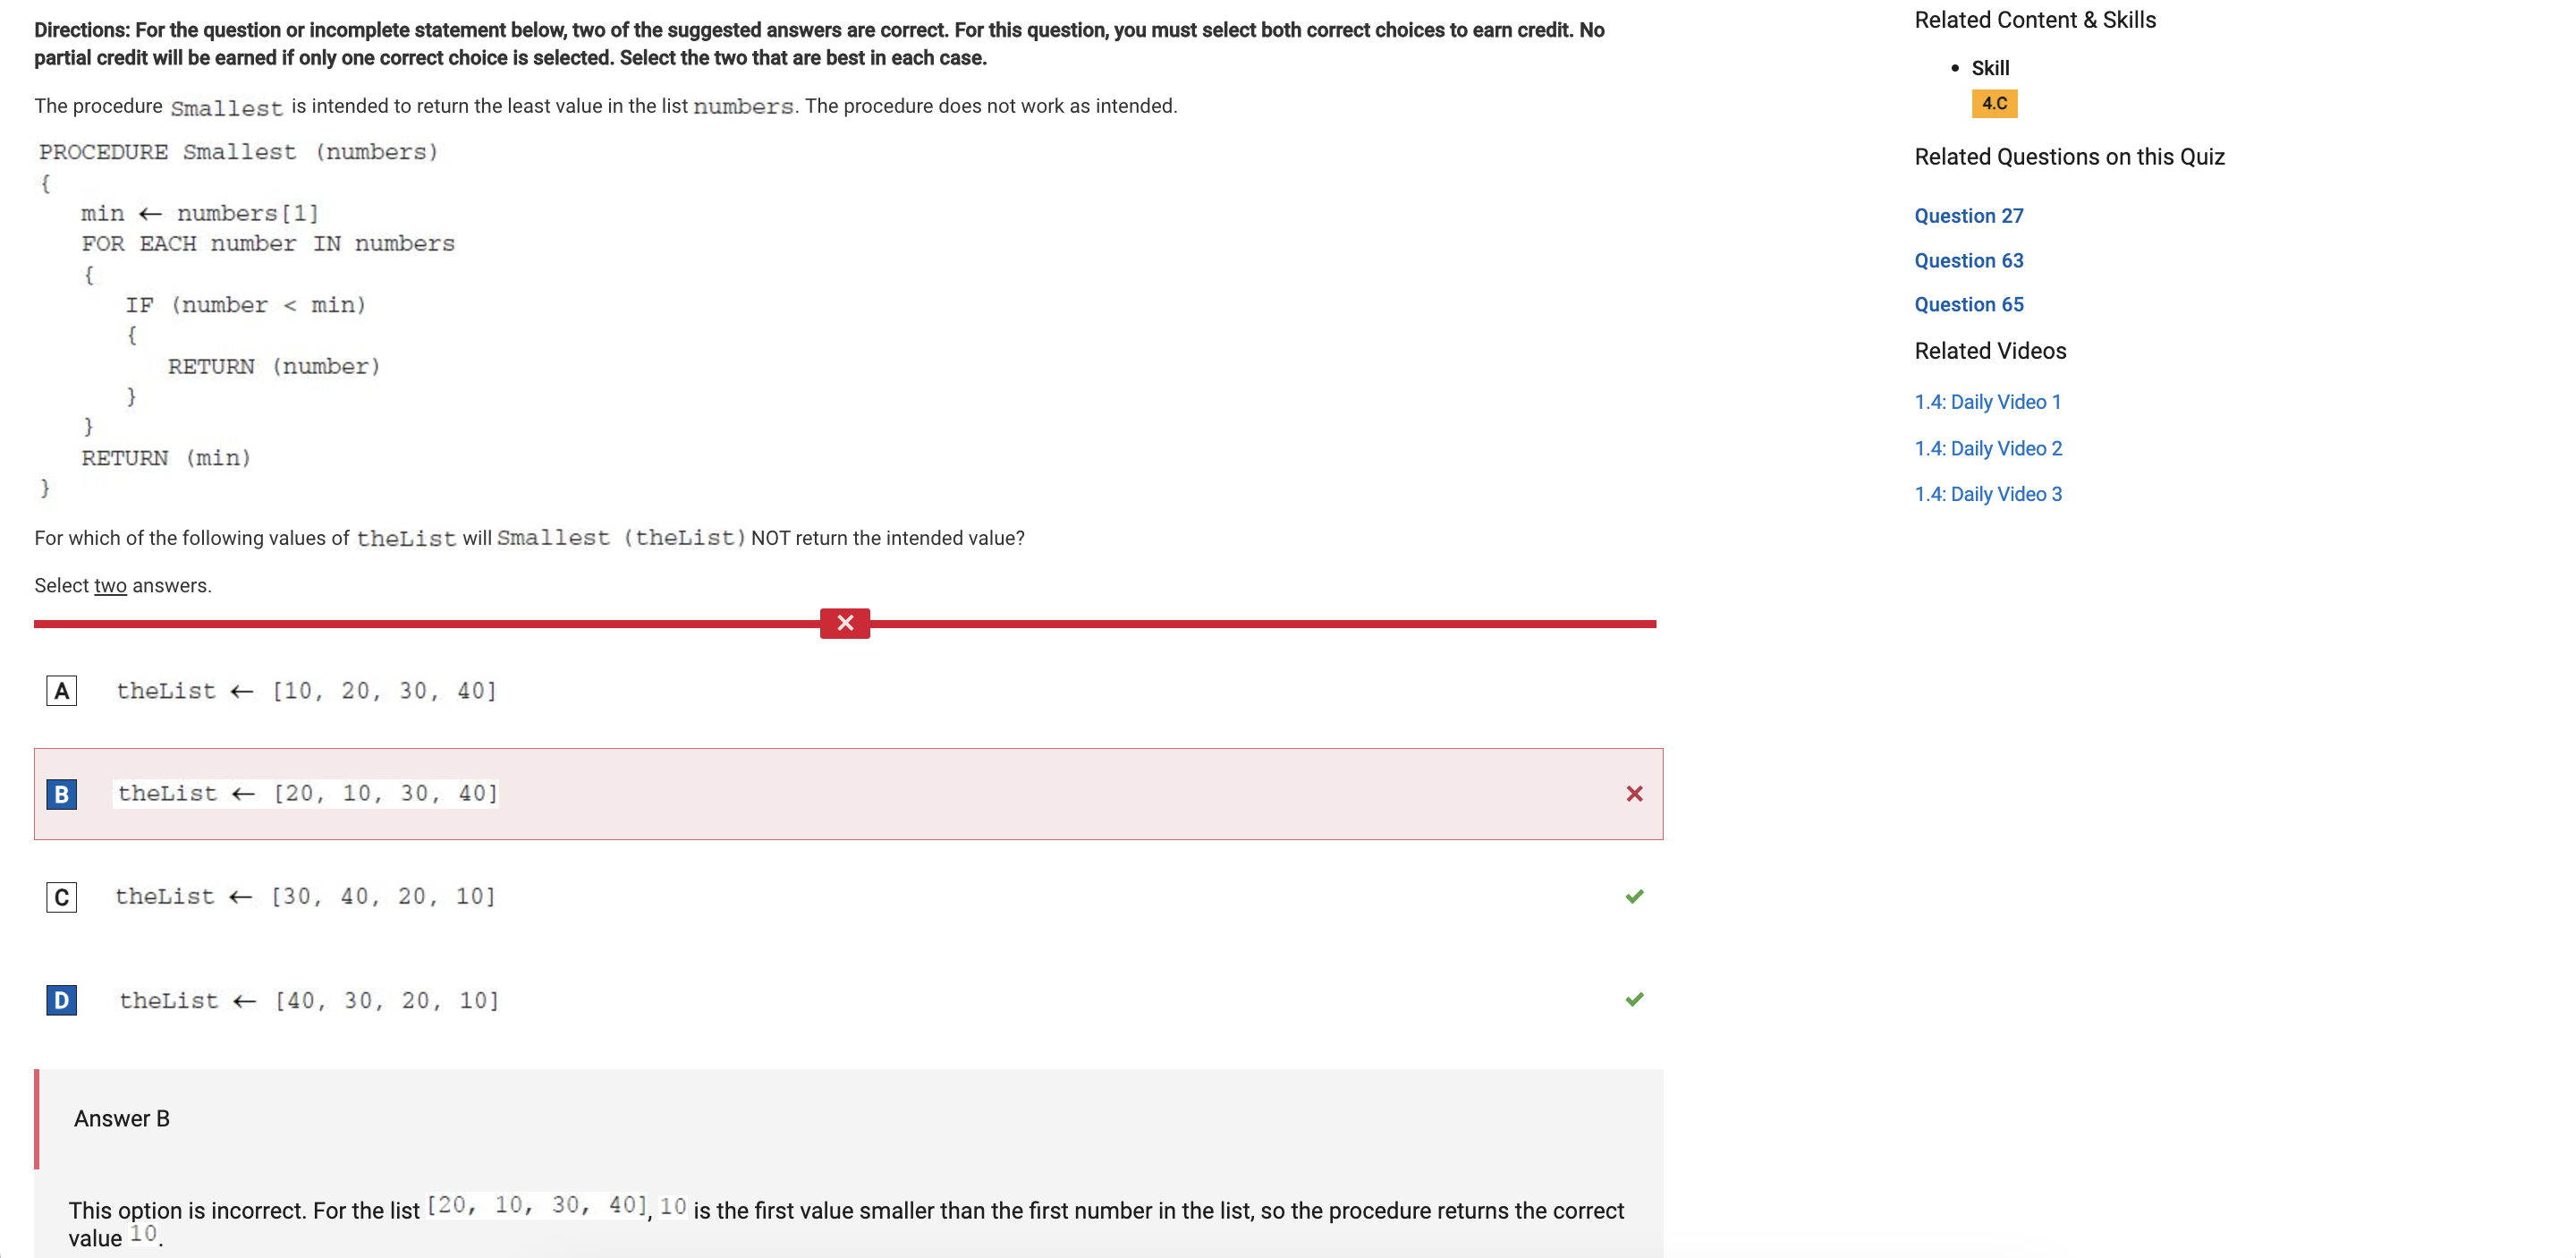 Directions: For the question or incomplete statement below, two of the suggested answers are correct. For this question, you must select both correct choices to earn credit. No
partial credit will be earned if only one correct choice is selected. Select the two that are best in each case.
The procedure Smallest is intended to return the least value in the list numbers. The procedure does not work as intended.
PROCEDURE Smallest (numbers)
{
min ← numbers[1]
FOR EACH number IN numbers
{
IF (number < min)
{
RETURN (number)
}
}
RETURN (min)
}
For which of the following values of theList will Smallest (theList) NOT return the intended value?
Select two answers.
A theList ← [10, 20, 30, 40]
B theList ← [20, 10, 30, 40]
C theList ← [30, 40, 20, 10]
D theList ← [40, 30, 20, 10]
Answer B
This option is incorrect. For the list [20, 10, 30, 40], 10 is the first value smaller than the first number in the list, so the procedure returns the correct
value 10.
Related Content & Skills
• Skill
4.C
Related Questions on this Quiz
Question 27
Question 63
Question 65
Related Videos
1.4: Daily Video 1
1.4: Daily Video 2
1.4: Daily Video 3